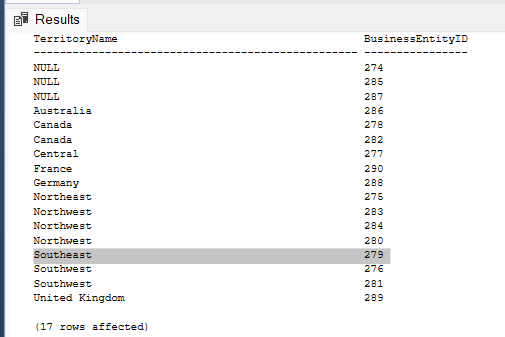 Results
TerritoryName BusinessEntityID
-------------------------------------------------- ----------------
NULL 274
NULL 285
NULL 287
Australia 286
Canada 278
Canada 282
Central 277
France 290
Germany 288
Northeast 275
Northwest 283
Northwest 284
Northwest 280
Southeast 279
Southwest 276
Southwest 281
United Kingdom 289
(17 rows affected)